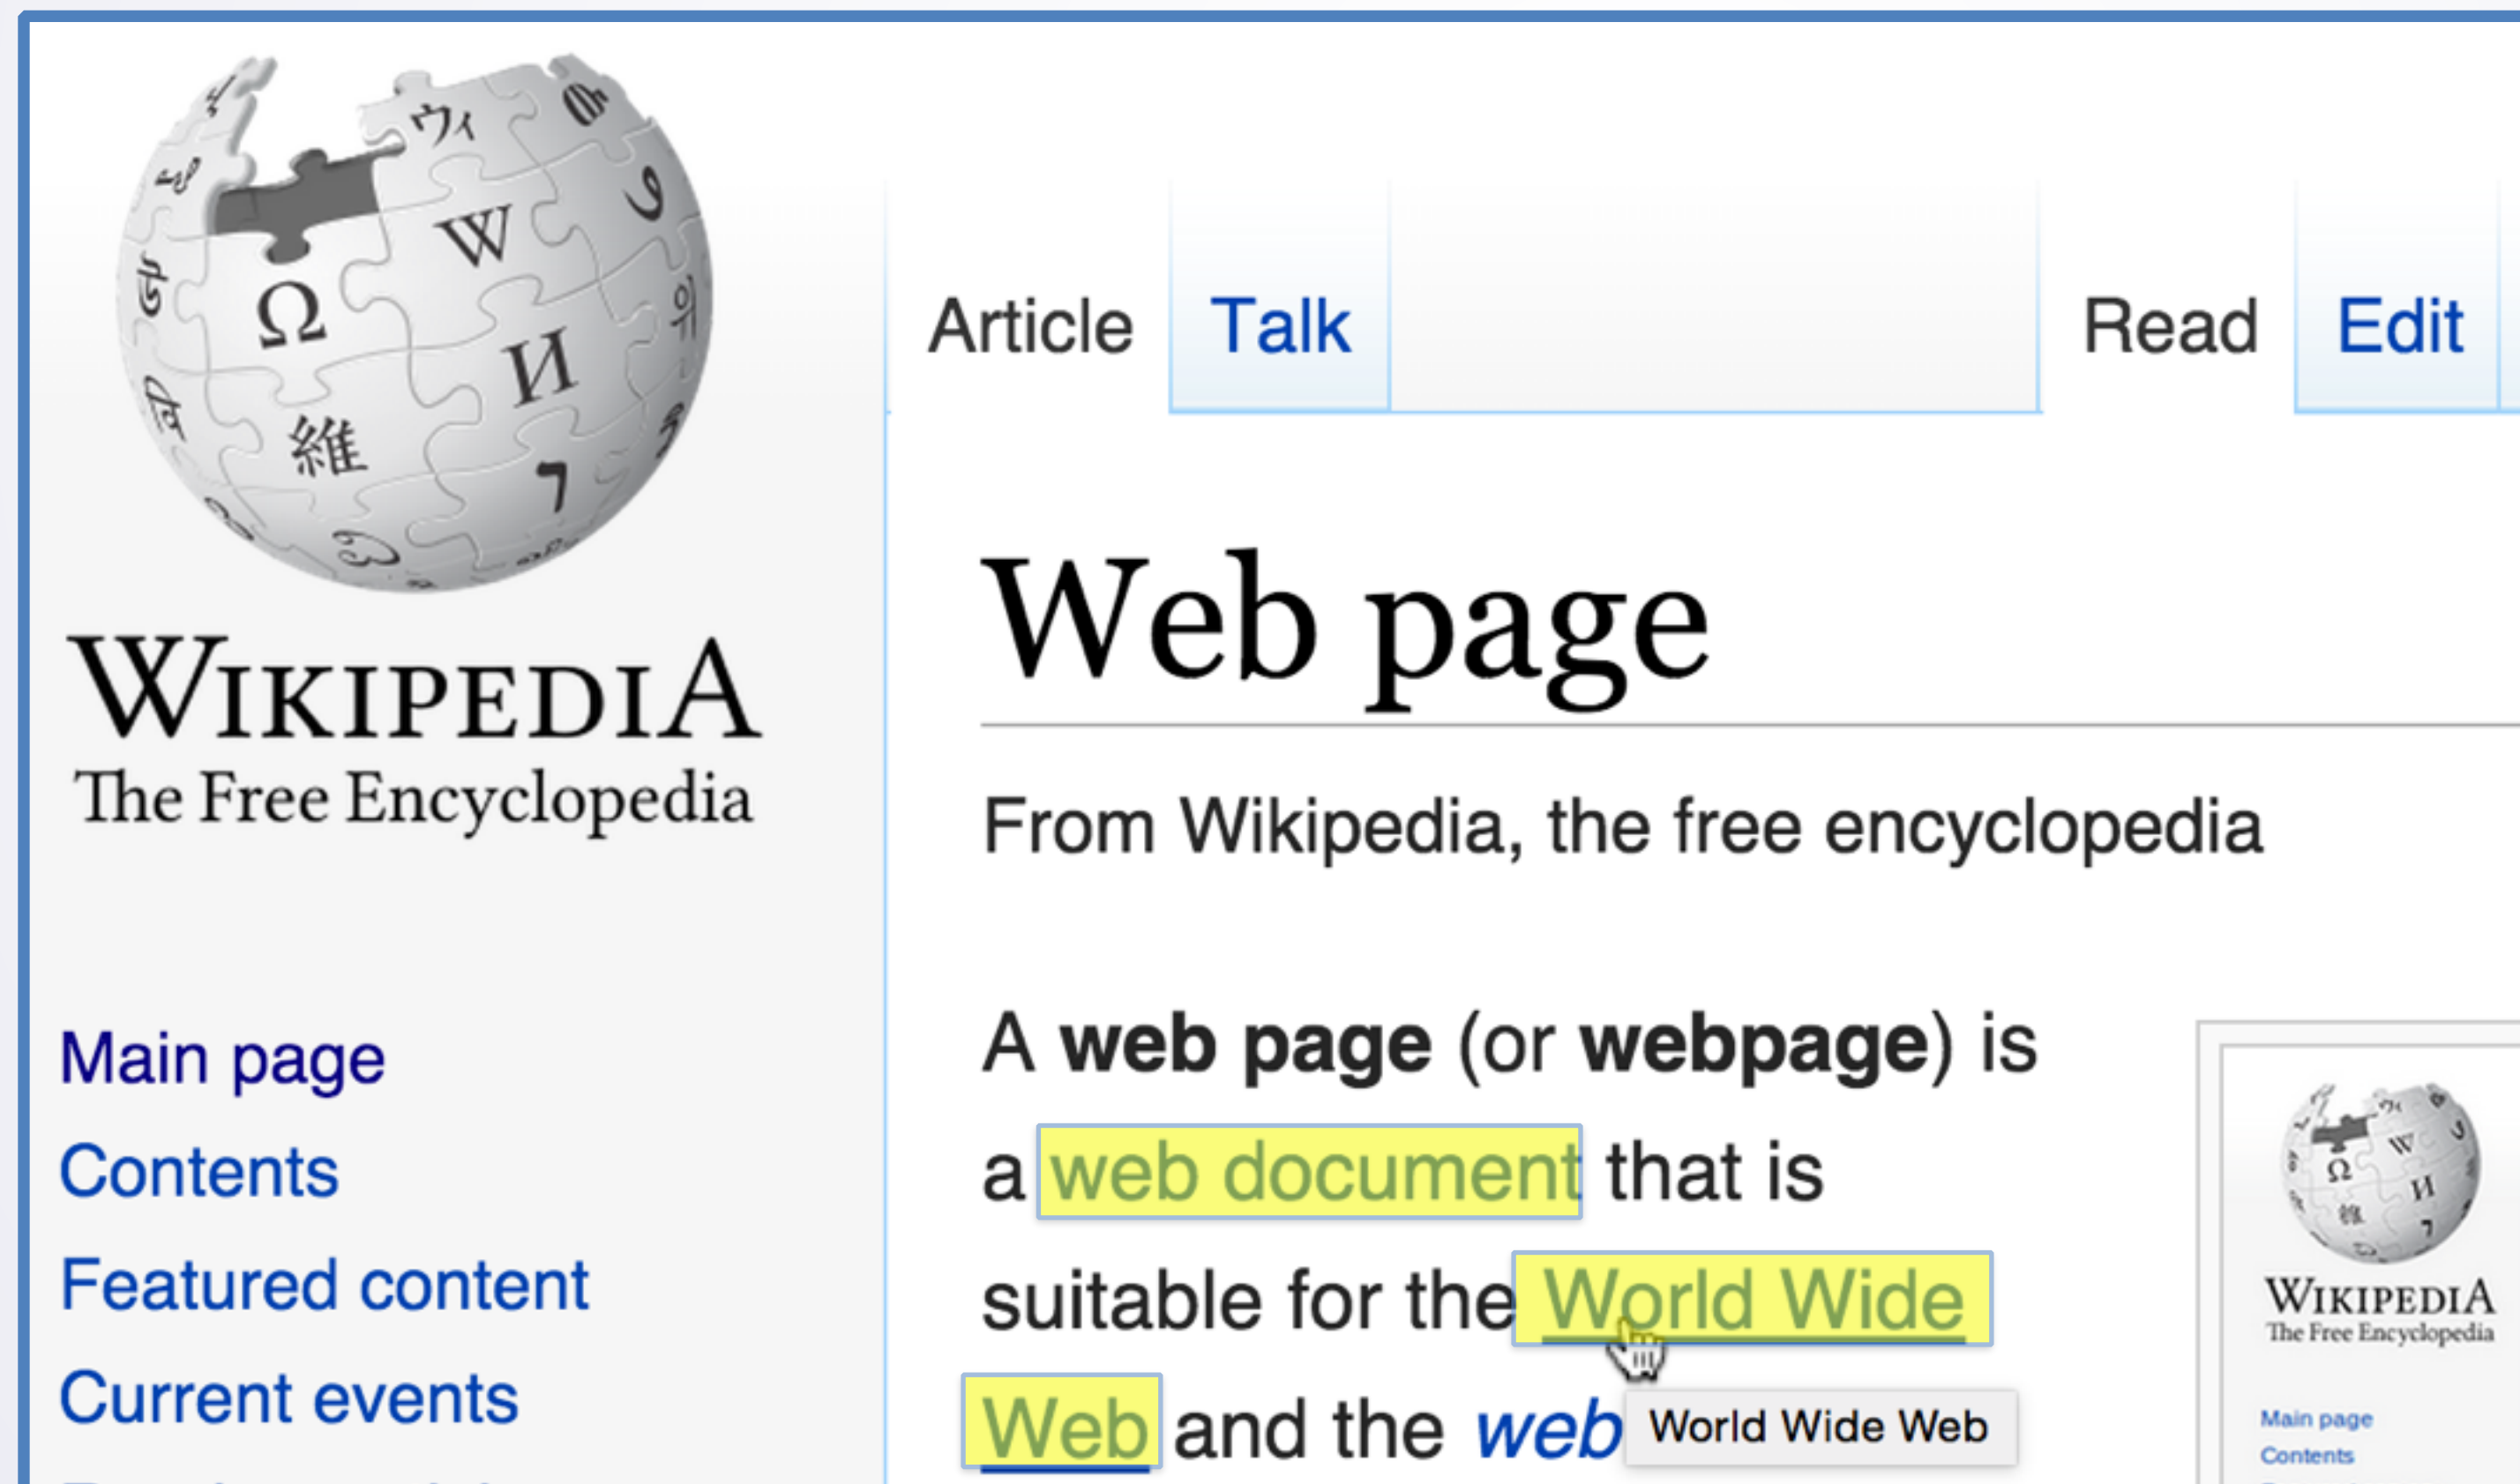 WIKIPEDIA
The Free Encyclopedia
Main page
Contents
Featured content
Current events
Article Talk Read Edit
Web page
From Wikipedia, the free encyclopedia
A web page (or webpage) is
a web document that is
suitable for the World Wide
Web and the web
World Wide Web
WIKIPEDIA
The Free Encyclopedia
Main page
Contents